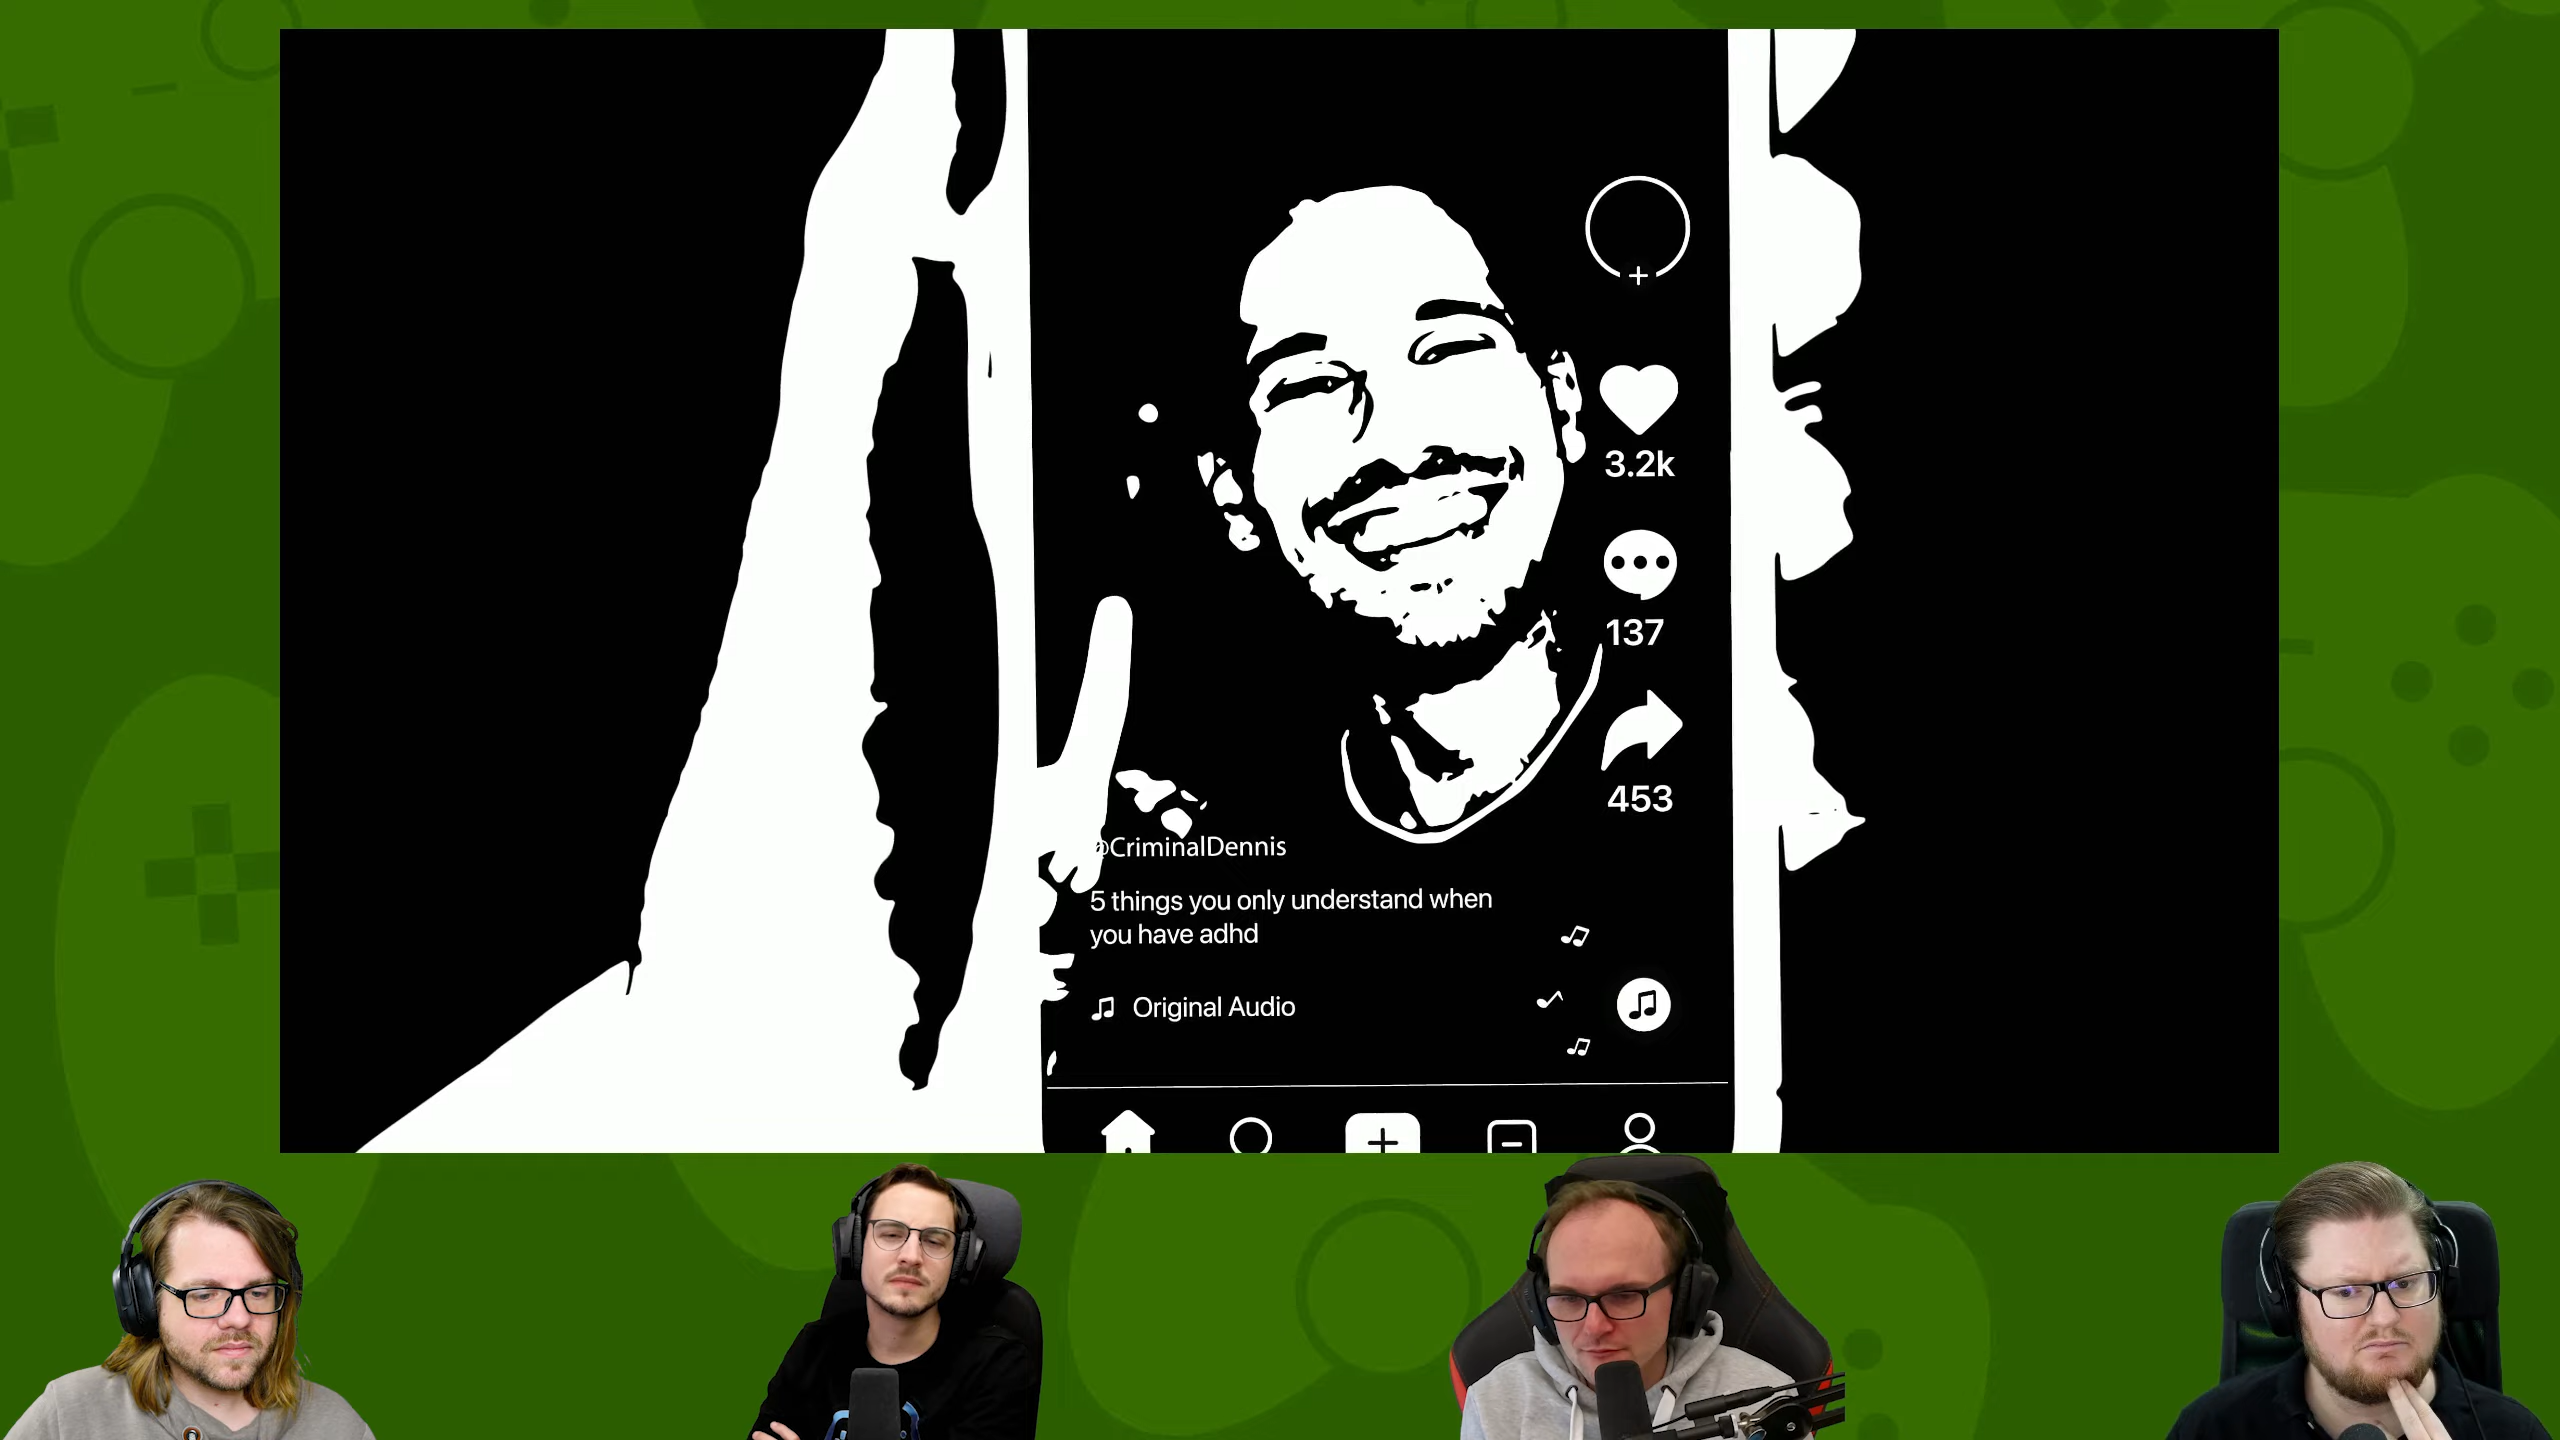 3.2k
137
453
@CriminalDennis
5 things you only understand when
you have adhd
Original Audio